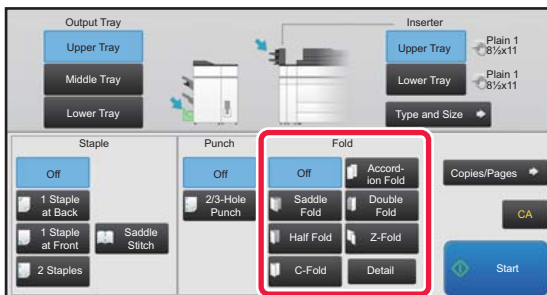 Output Tray
Upper Tray
Middle Tray
Lower Tray
Inserter
Upper Tray
Plain 1
8½x11
Lower Tray
Plain 1
8½x11
Type and Size
Staple
Off
1 Staple
at Back
1 Staple
at Front
Saddle
Stitch
2 Staples
Punch
Off
2/3-Hole
Punch
Fold
Off
Accord-
ion Fold
Saddle
Fold
Double
Fold
Half Fold
Z-Fold
C-Fold
Detail
Copies/Pages
CA
Start